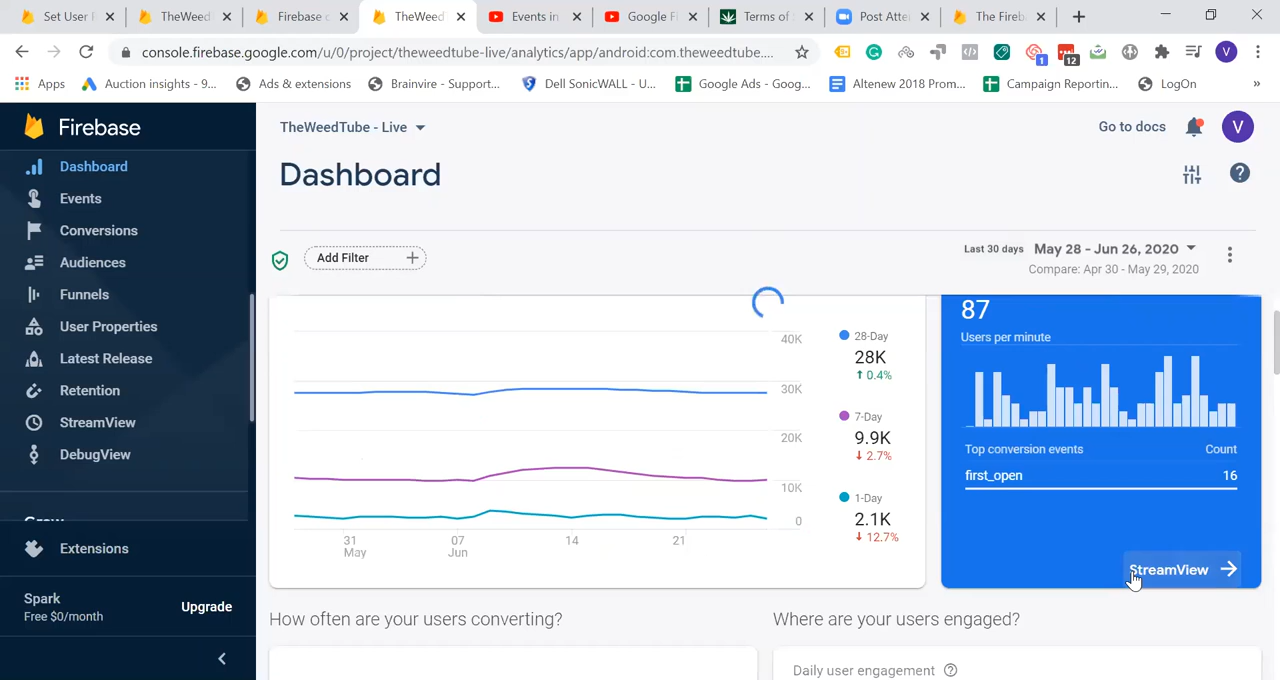 Set User P
TheWeed
Firebase c
TheWeed
Events in
Google Fi
Terms of
Post Atte
The Fireb
console.firebase.google.com/u/0/project/theweedtube-live/analytics/app/android:com.theweedtube....
1
12
V
Apps
Auction insights - 9...
Ads & extensions
Brainvire - Support...
Dell SonicWALL - U...
Google Ads - Goog...
Altenew 2018 Prom...
Campaign Reportin...
LogOn
»
Firebase
TheWeedTube - Live
Go to docs
V
Dashboard
Dashboard
Events
Conversions
Audiences
Funnels
User Properties
Latest Release
Retention
StreamView
DebugView
Grow
Extensions
Spark
Free $0/month
Upgrade
Add Filter
Last 30 days
May 28 - Jun 26, 2020
Compare: Apr 30 - May 29, 2020
40K
30K
20K
10K
0
31
May
07
Jun
14
21
28-Day
28K
↑ 0.4%
7-Day
9.9K
↓ 2.7%
1-Day
2.1K
↓ 12.7%
87
Users per minute
Top conversion events
Count
first_open
16
StreamView
How often are your users converting?
Where are your users engaged?
Daily user engagement